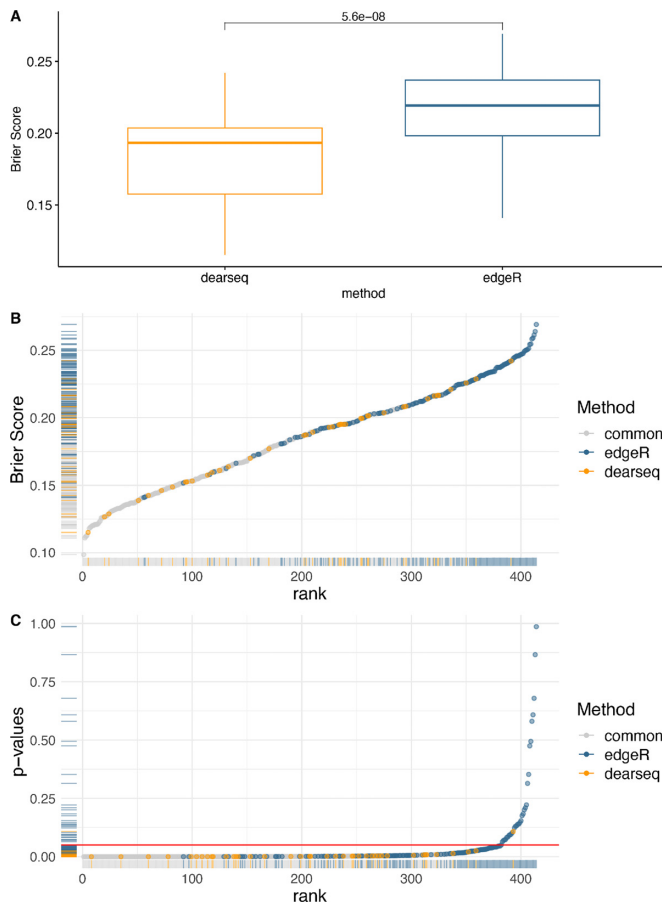 A
5.6e−08
0.25
0.20
0.15
Brier Score
dearseq
edgeR
method
B
0.25
0.20
0.15
0.10
Brier Score
0
100
200
300
400
rank
Method
common
edgeR
dearseq
C
1.00
0.75
0.50
0.25
0.00
p-values
0
100
200
300
400
rank
Method
common
edgeR
dearseq